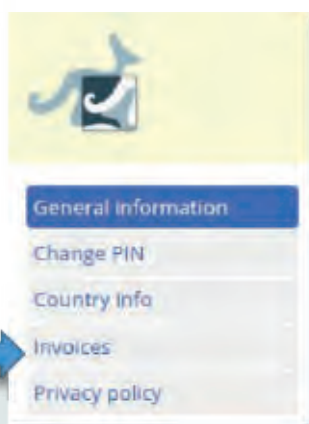 General information
Change PIN
Country info
Invoices
Privacy policy